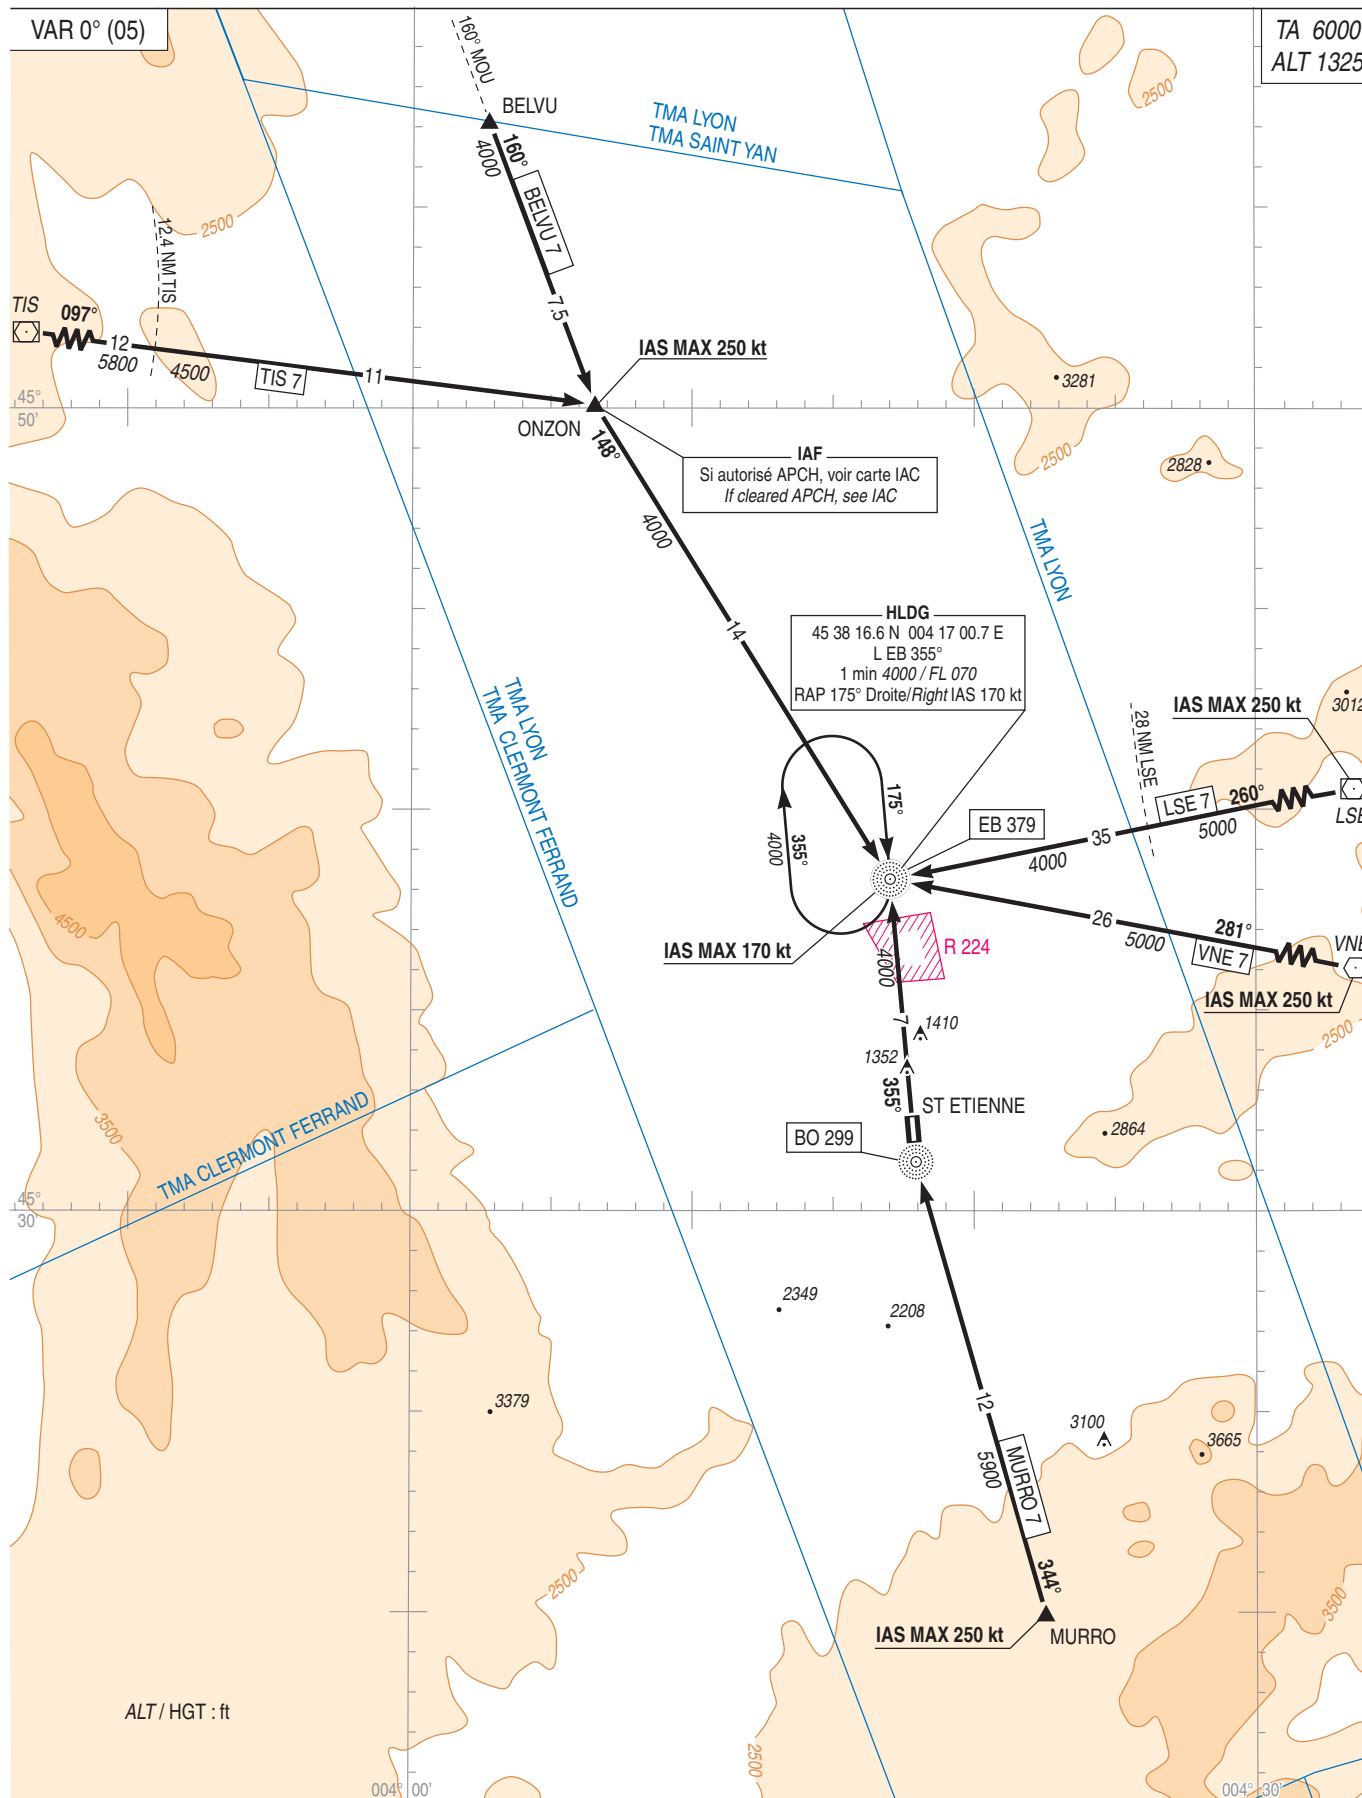 VAR 0° (05)
TA 6000
ALT 1325
160° MOU
BELVU
TMA LYON
TMA SAINT YAN
160°
4000
BELVU 7
7.5
2500
2500
12.4 NM TIS
TIS
097°
12
5800
4500
TIS 7
11
IAS MAX 250 kt
3281
45°
50'
ONZON
148°
IAF
Si autorisé APCH, voir carte IAC
If cleared APCH, see IAC
2500
2828
4000
TMA LYON
14
HLDG
45 38 16.6 N 004 17 00.7 E
L EB 355°
1 min 4000 / FL 070
RAP 175° Droite/Right IAS 170 kt
TMA LYON
TMA CLERMONT FERRAND
28 NM LSE
IAS MAX 250 kt
3012
175°
355°
4000
EB 379
LSE 7
260°
5000
35
4000
LSE
26
5000
281°
VNE 7
VNE
IAS MAX 250 kt
4500
IAS MAX 170 kt
R 224
4000
7
1410
1352
355°
ST ETIENNE
2500
3500
TMA CLERMONT FERRAND
BO 299
2864
45°
30'
2349
2208
3379
12
5900
MURRO 7
3100
3665
344°
2500
3500
IAS MAX 250 kt
MURRO
ALT / HGT : ft
2500
004° 00'
004° 30'